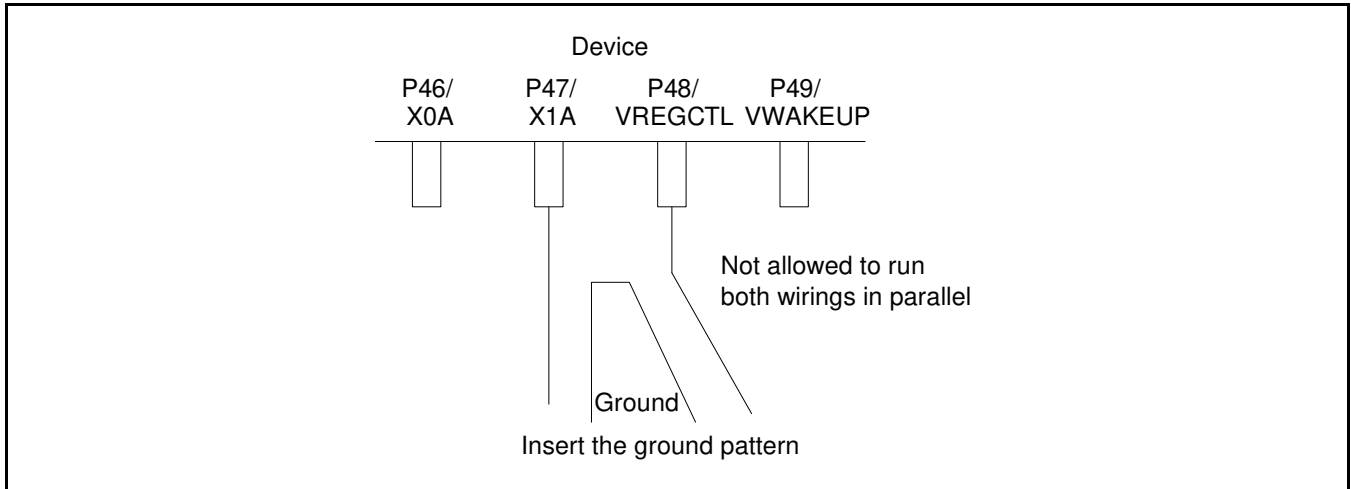 Device
P46/ P47/ P48/ P49/
X0A X1A VREGCTL VWAKEUP
Not allowed to run
both wirings in parallel
Ground
Insert the ground pattern